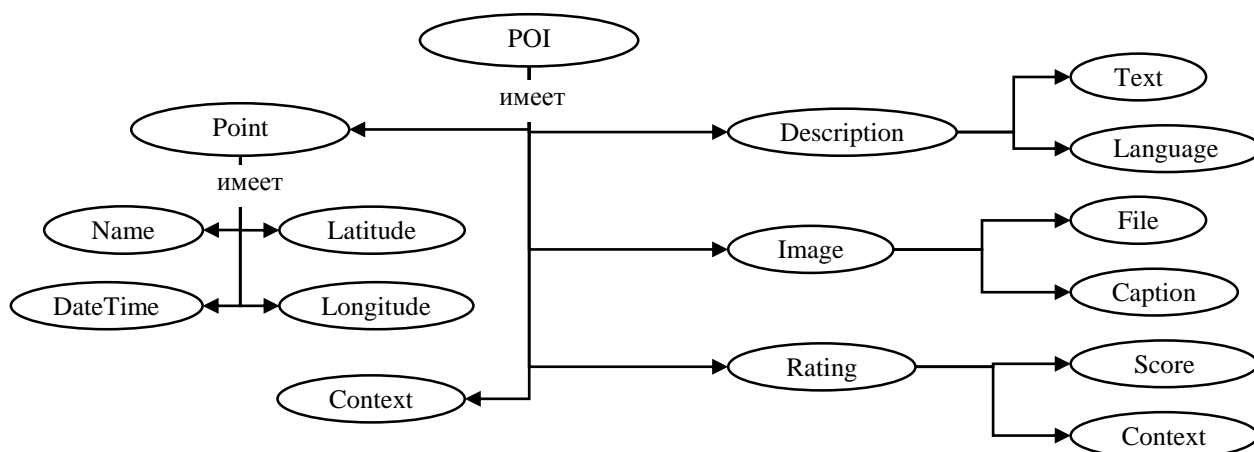 POI
имеет
Point
имеет
Name
Latitude
DateTime
Longitude
Context
Description
Text
Language
Image
File
Caption
Rating
Score
Context